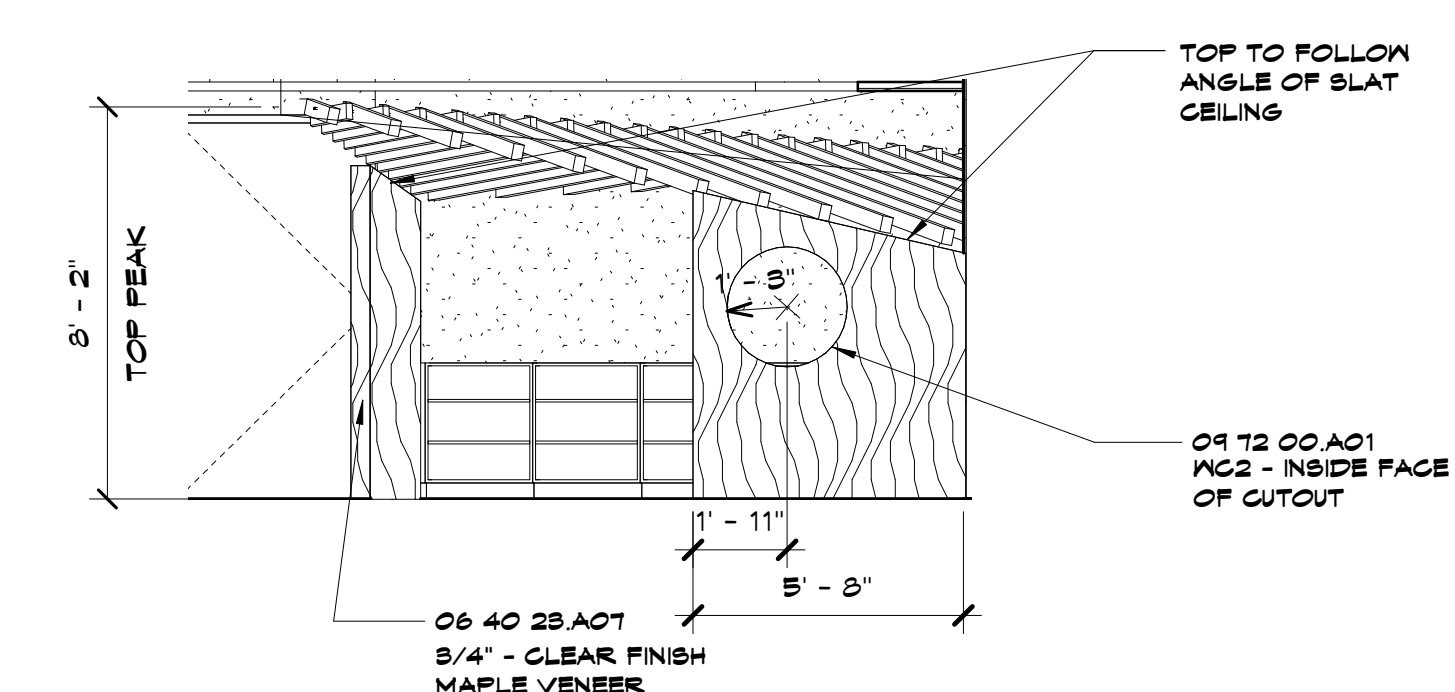 TOP TO FOLLOW
ANGLE OF SLAT
CEILING
8' - 2"
TOP PEAK
1' - 3"
09 72 00.A01
WC2 - INSIDE FACE
OF CUTOUT
1' - 11"
5' - 8"
06 40 23.A07
3/4" - CLEAR FINISH
MAPLE VENEER